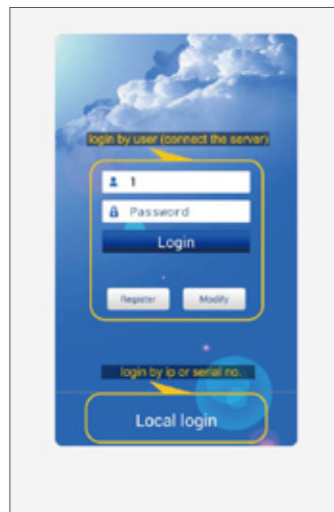 login by user (connect the server)
1
Password
Login
Register Modify
login by ip or serial no.
Local login